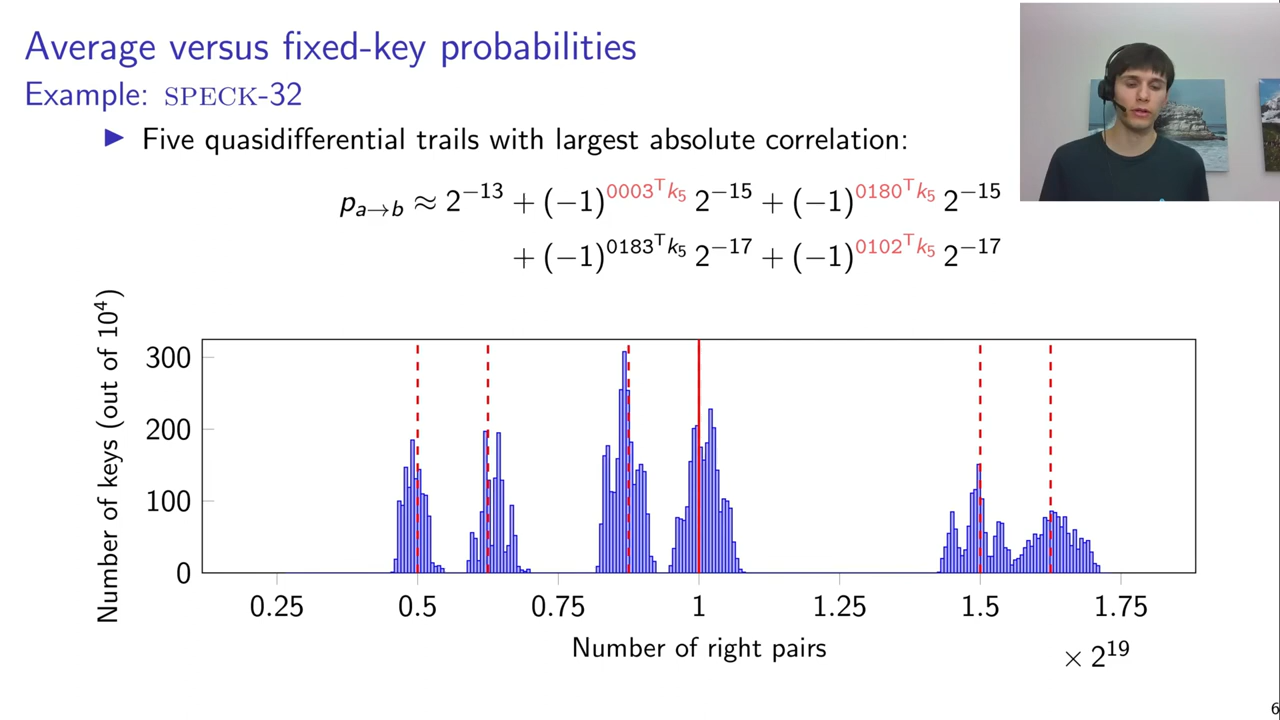 Average versus fixed-key probabilities
Example: SPECK-32
▶ Five quasidifferential trails with largest absolute correlation:
p_{a→b} ≈ 2^{−13} + (−1)^{0003^T k_5} 2^{−15} + (−1)^{0180^T k_5} 2^{−15}
+ (−1)^{0183^T k_5} 2^{−17} + (−1)^{0102^T k_5} 2^{−17}
Number of keys (out of 10^4)
300
200
100
0
0.25 0.5 0.75 1 1.25 1.5 1.75
Number of right pairs
× 2^{19}
6